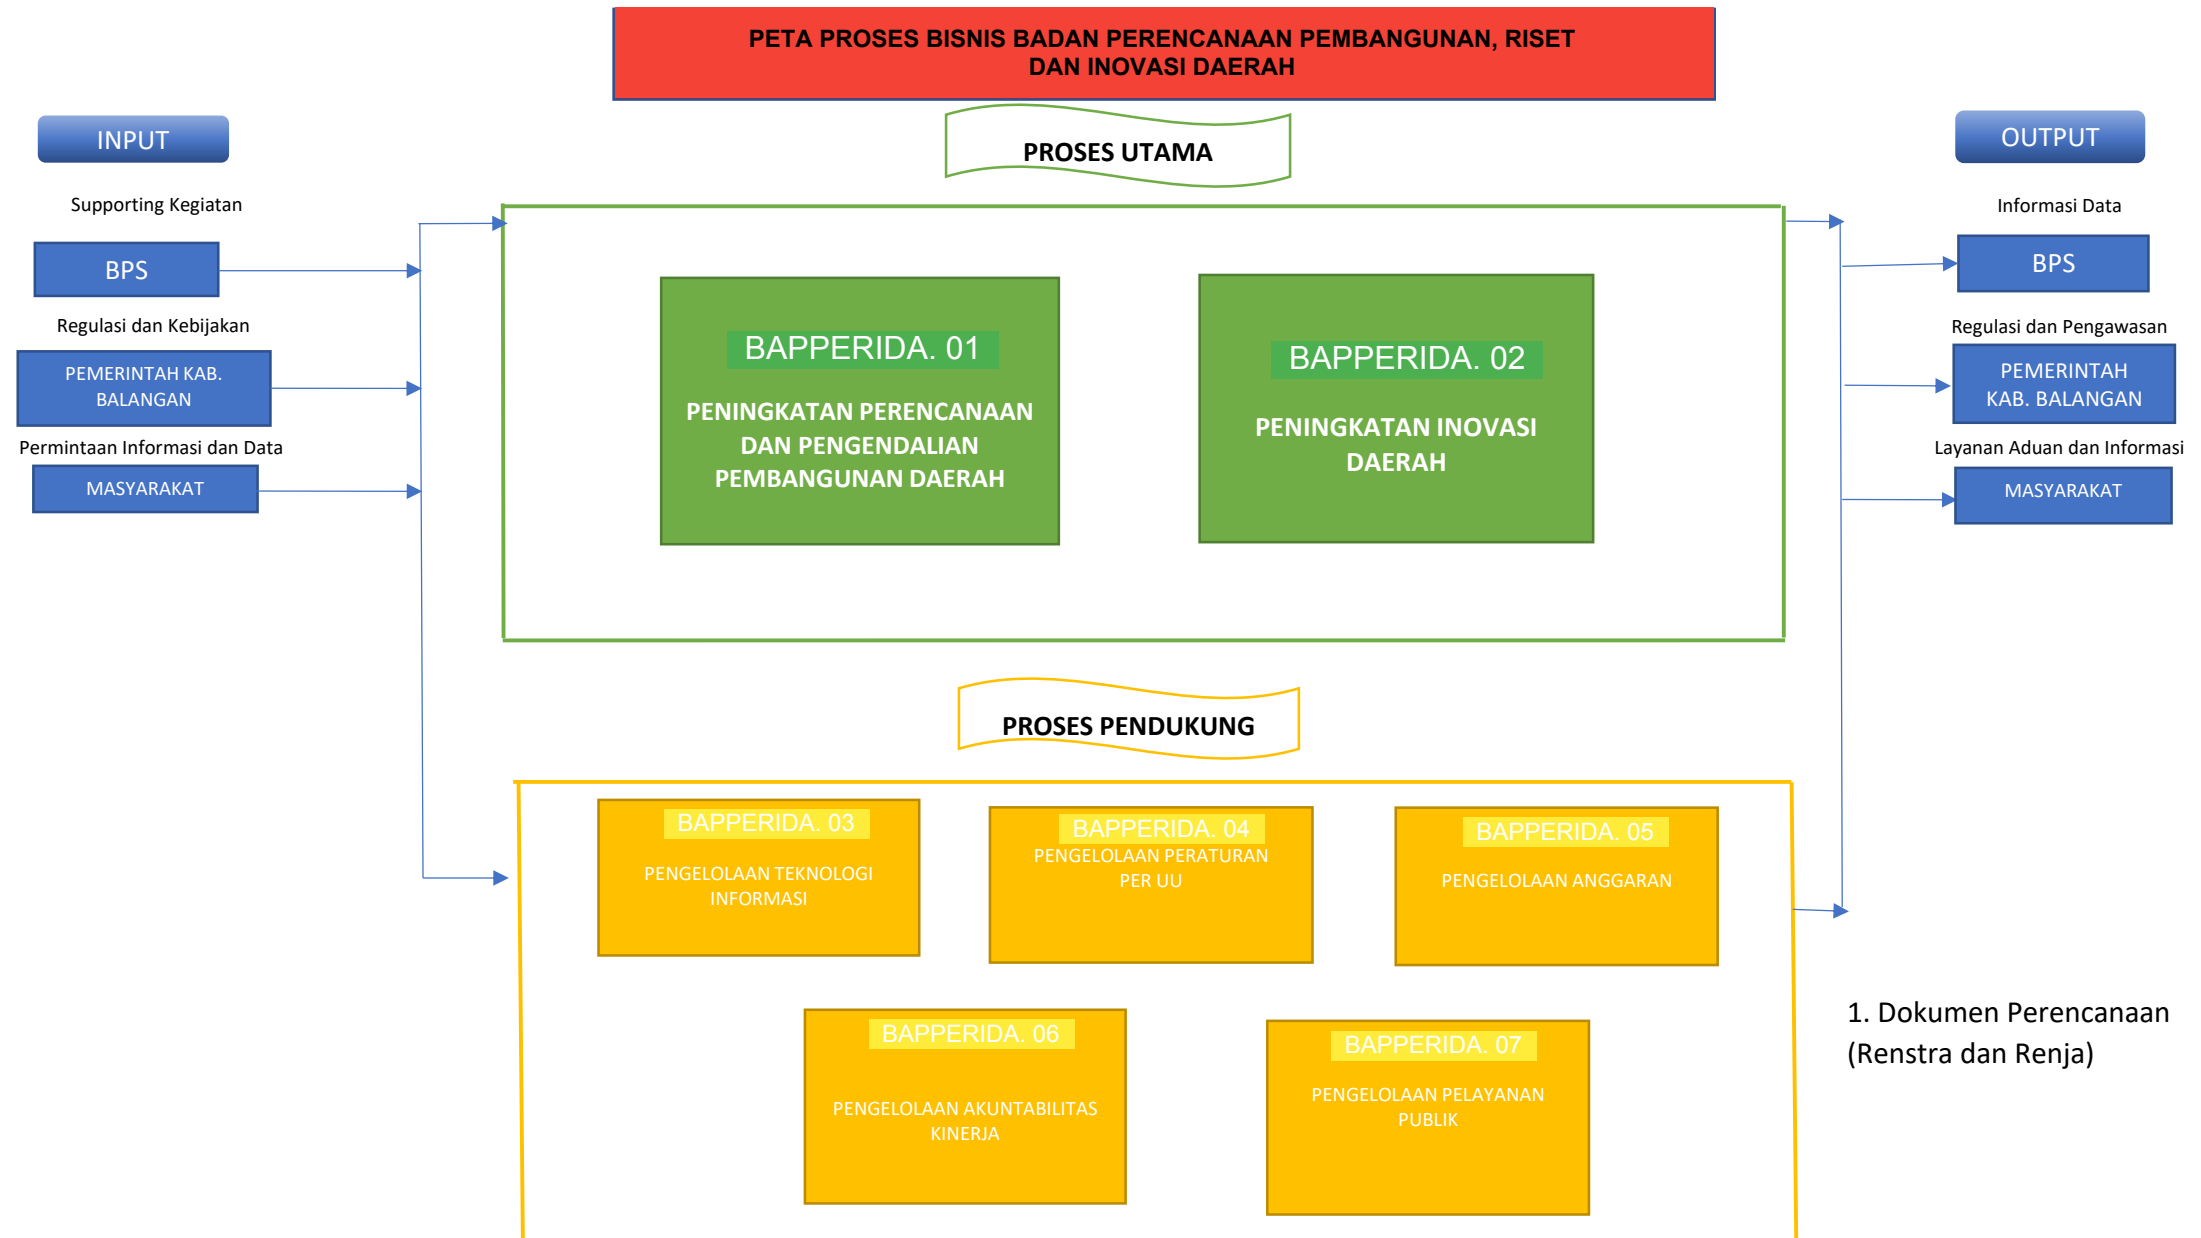 PETA PROSES BISNIS BADAN PERENCANAAN PEMBANGUNAN, RISET
DAN INOVASI DAERAH
PROSES UTAMA
INPUT
Supporting Kegiatan
BPS
Regulasi dan Kebijakan
PEMERINTAH KAB.
BALANGAN
Permintaan Informasi dan Data
MASYARAKAT
BAPPERIDA. 01
PENINGKATAN PERENCANAAN
DAN PENGENDALIAN
PEMBANGUNAN DAERAH
BAPPERIDA. 02
PENINGKATAN INOVASI
DAERAH
OUTPUT
Informasi Data
BPS
Regulasi dan Pengawasan
PEMERINTAH
KAB. BALANGAN
Layanan Aduan dan Informasi
MASYARAKAT
PROSES PENDUKUNG
BAPPERIDA. 03
PENGELOLAAN TEKNOLOGI
INFORMASI
BAPPERIDA. 04
PENGELOLAAN PERATURAN
PER UU
BAPPERIDA. 05
PENGELOLAAN ANGGARAN
BAPPERIDA. 06
PENGELOLAAN AKUNTABILITAS
KINERJA
BAPPERIDA. 07
PENGELOLAAN PELAYANAN
PUBLIK
1. Dokumen Perencanaan
(Renstra dan Renja)